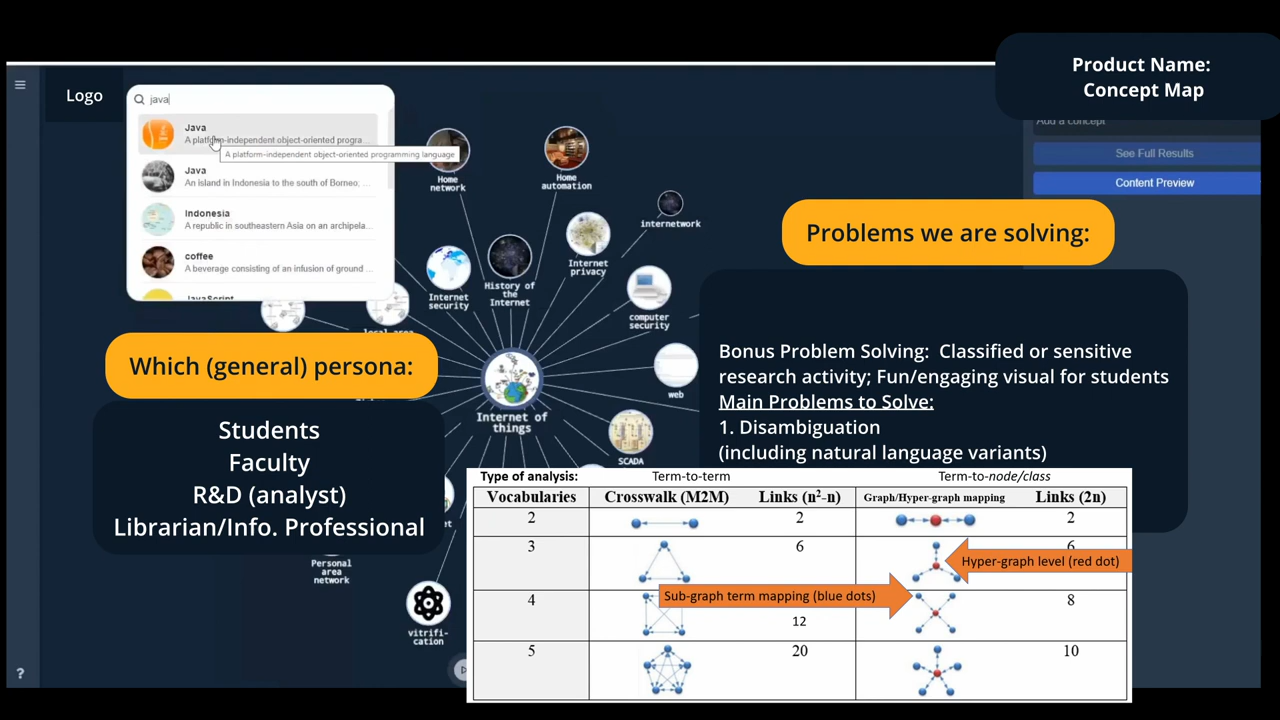 Product Name:
Concept Map
Logo
java
Java
A platform-independent object-oriented progra...
A platform-independent object-oriented programming language
Java
An island in Indonesia to the south of Borneo; ...
Indonesia
A republic in southeastern Asia on an archipela...
coffee
A beverage consisting of an infusion of ground ...
JavaScript
Add a concept
See Full Results
Content Preview
Home
network
Home
automation
internetwork
Internet
privacy
History of
the
Internet
Internet
security
computer
security
local area
web
Internet of
things
SCADA
Personal
area
network
vitrifi-
cation
?
Problems we are solving:
Bonus Problem Solving: Classified or sensitive
research activity; Fun/engaging visual for students
Main Problems to Solve:
1. Disambiguation
(including natural language variants)
Which (general) persona:
Students
Faculty
R&D (analyst)
Librarian/Info. Professional
Type of analysis: Term-to-term Term-to-node/class
Vocabularies Crosswalk (M2M) Links (n²-n) Graph/Hyper-graph mapping Links (2n)
2 2 2
3 6 6
Hyper-graph level (red dot)
Sub-graph term mapping (blue dots)
4 12 8
5 20 10